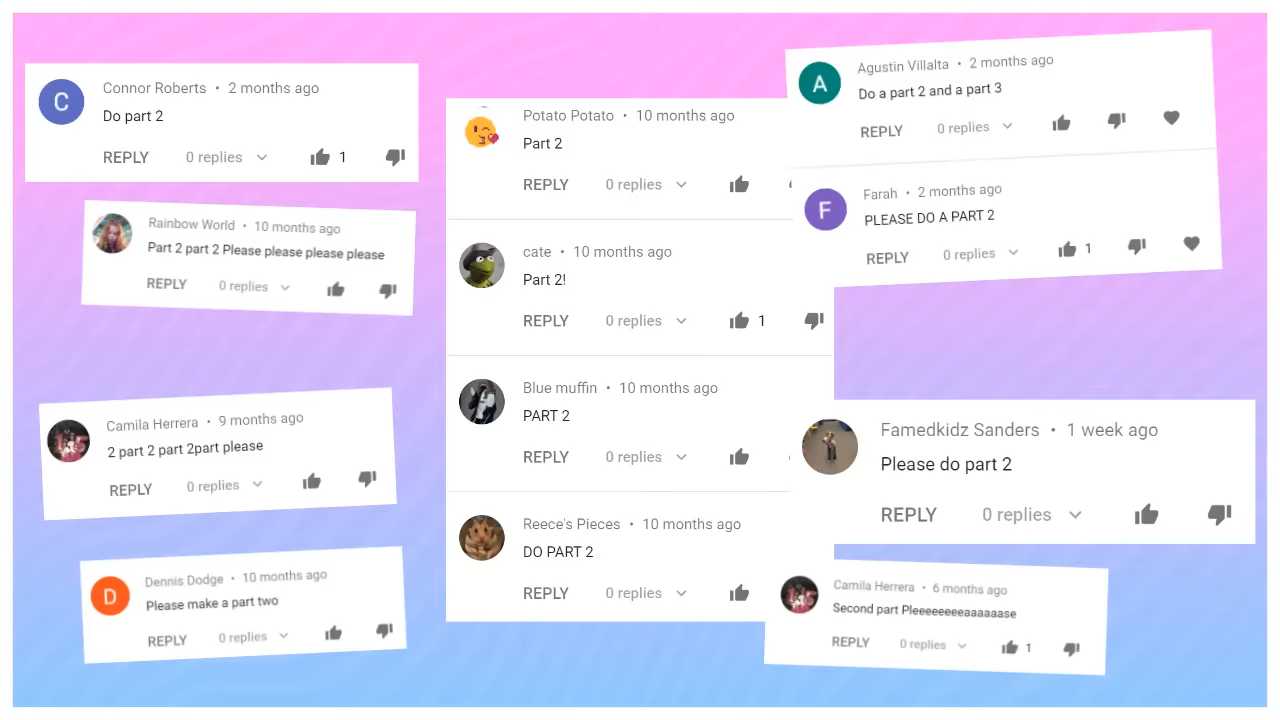 C
Connor Roberts • 2 months ago
Do part 2
REPLY 0 replies 1
Rainbow World • 10 months ago
Part 2 part 2 Please please please please
REPLY 0 replies
Camila Herrera • 9 months ago
2 part 2 part 2part please
REPLY 0 replies
D
Dennis Dodge • 10 months ago
Please make a part two
REPLY 0 replies
Potato Potato • 10 months ago
Part 2
REPLY 0 replies
cate • 10 months ago
Part 2!
REPLY 0 replies 1
Blue muffin • 10 months ago
PART 2
REPLY 0 replies
Reece's Pieces • 10 months ago
DO PART 2
REPLY 0 replies
A
Agustin Villalta • 2 months ago
Do a part 2 and a part 3
REPLY 0 replies
F
Farah • 2 months ago
PLEASE DO A PART 2
REPLY 0 replies 1
Famedkidz Sanders • 1 week ago
Please do part 2
REPLY 0 replies
Camila Herrera • 6 months ago
Second part Pleeeeeeeeaaaaaase
REPLY 0 replies 1